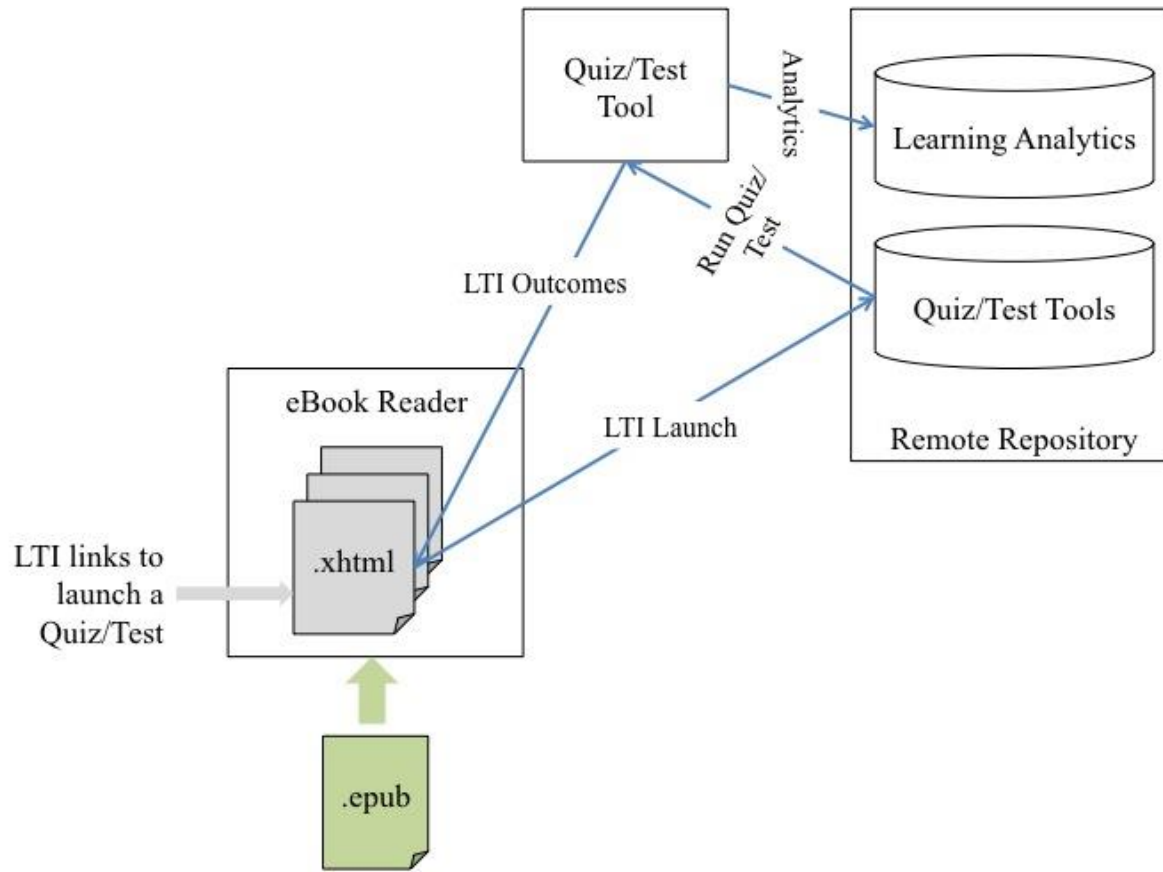 Quiz/Test
Tool
Analytics
Learning Analytics
Run Quiz/
Test
Quiz/Test Tools
Remote Repository
LTI Outcomes
LTI Launch
eBook Reader
.xhtml
LTI links to
launch a
Quiz/Test
.epub